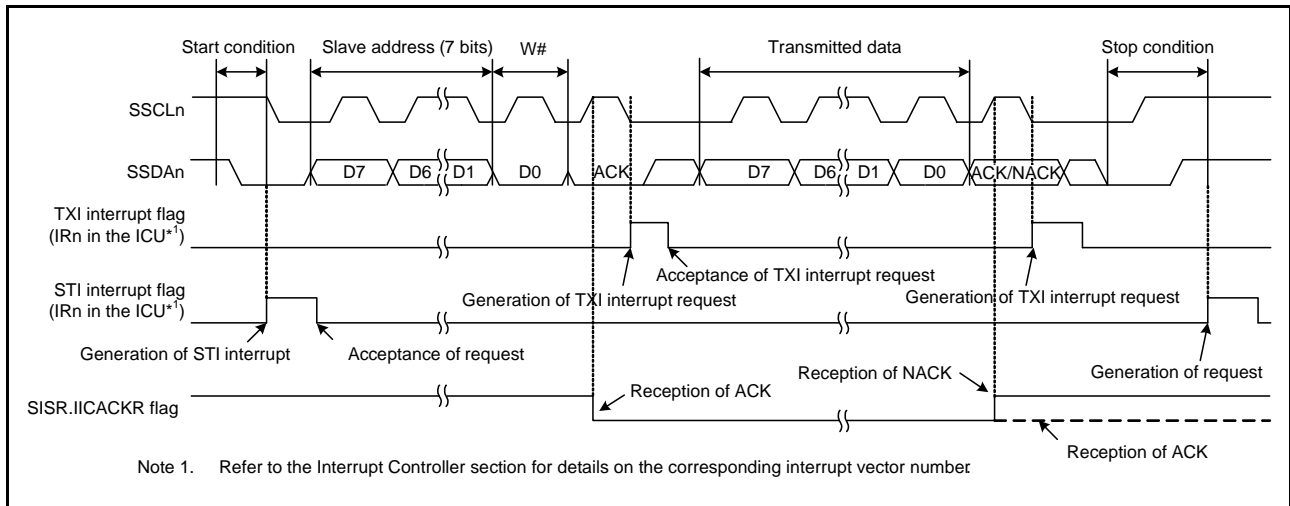 Start condition Slave address (7 bits) W# Transmitted data Stop condition
SSCLn
SSDAn D7 D6 D1 D0 ACK D7 D6 D1 D0 ACK/NACK
TXI interrupt flag
(IRn in the ICU*1)
Acceptance of TXI interrupt request
Generation of TXI interrupt request Generation of TXI interrupt request
STI interrupt flag
(IRn in the ICU*1)
Generation of STI interrupt Acceptance of request
Generation of request
Reception of ACK Reception of NACK
SISR.IICACKR flag
Reception of ACK
Note 1. Refer to the Interrupt Controller section for details on the corresponding interrupt vector number